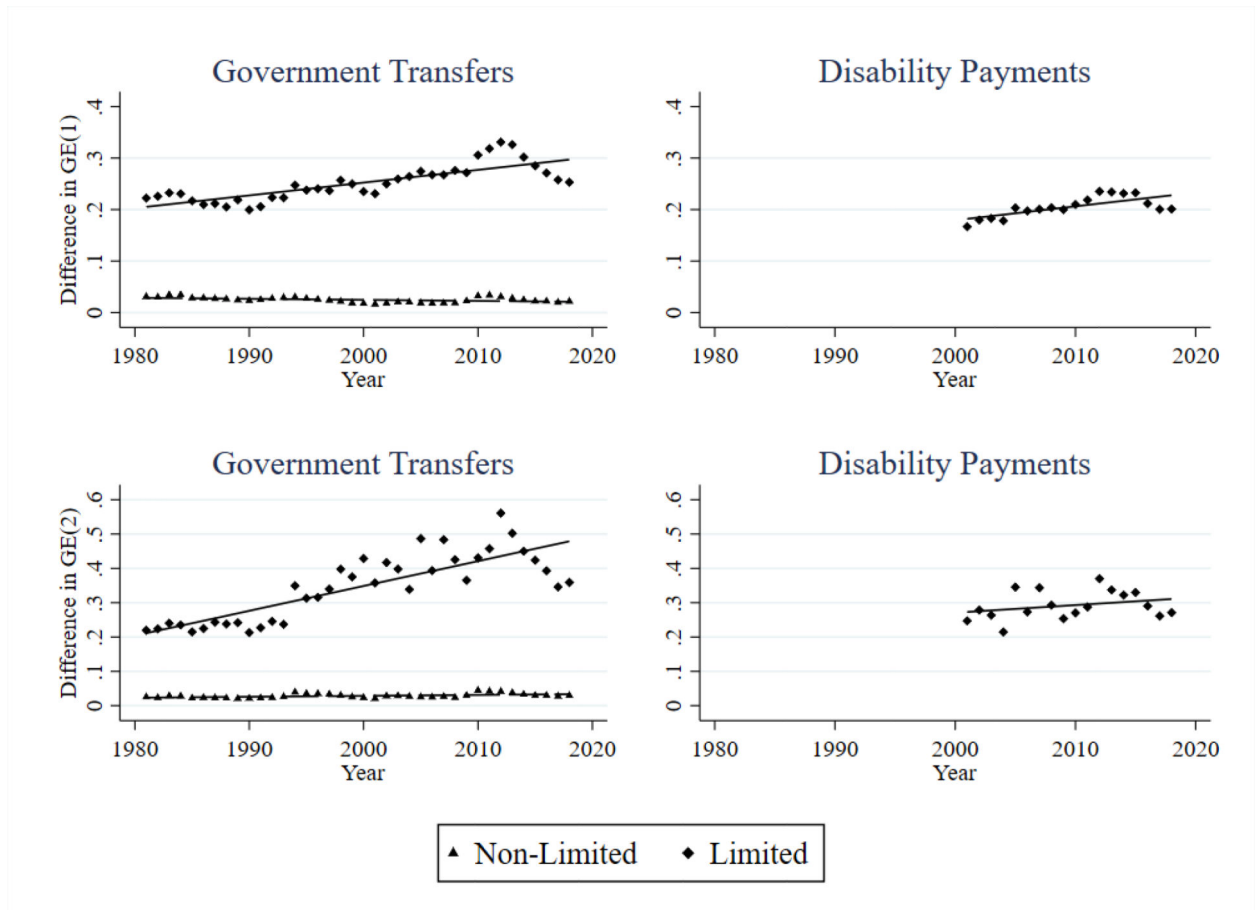 Government Transfers
Difference in GE(1)
.4
.3
.2
.1
0
1980 1990 2000 2010 2020
Year
Disability Payments
.4
.3
.2
.1
0
1980 1990 2000 2010 2020
Year
Government Transfers
Difference in GE(2)
.6
.5
.4
.3
.2
.1
0
1980 1990 2000 2010 2020
Year
Disability Payments
.6
.5
.4
.3
.2
.1
0
1980 1990 2000 2010 2020
Year
Non-Limited Limited